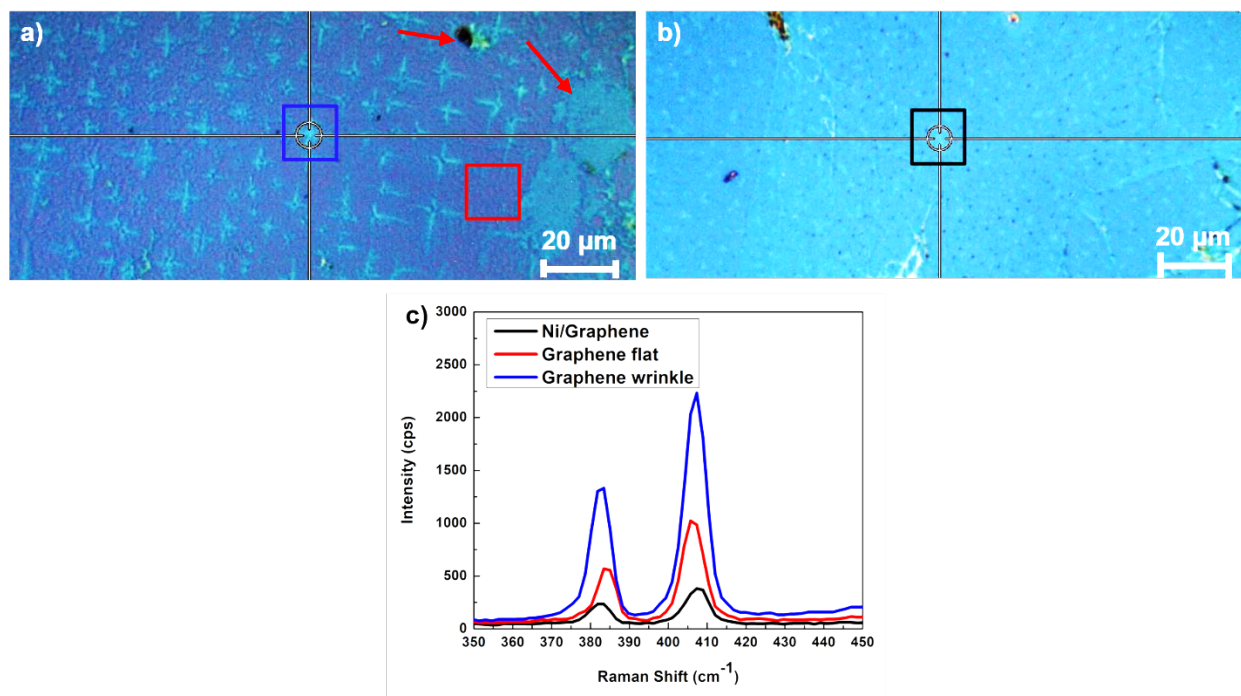 a)
20 µm
b)
20 µm
c)
3000
2500
2000
1500
1000
500
0
Ni/Graphene
Graphene flat
Graphene wrinkle
Intensity (cps)
350 360 370 380 390 400 410 420 430 440 450
Raman Shift (cm-1)